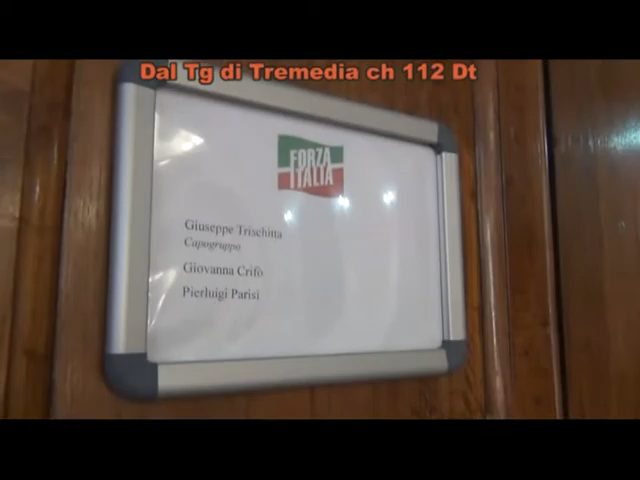 Dal Tg di Tremedia ch 112 Dt
FORZA
ITALIA
Giuseppe Trischitta
Capogruppo
Giovanna Crifò
Pierluigi Parisi